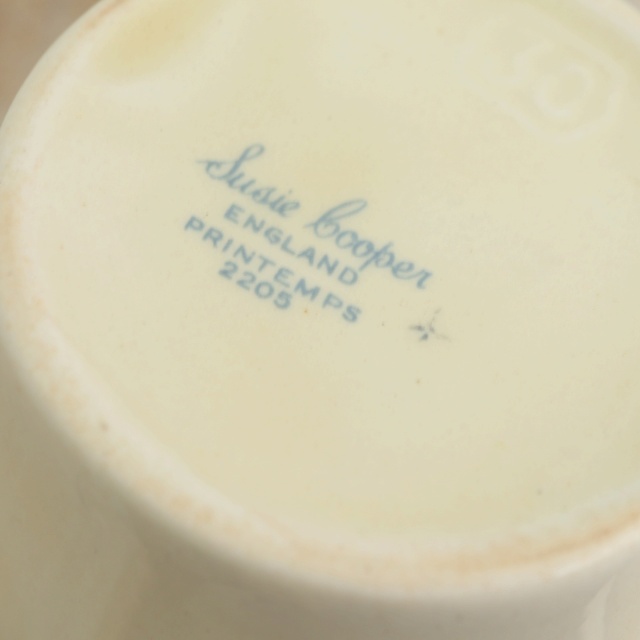 Susie Cooper
ENGLAND
PRINTEMPS
2205